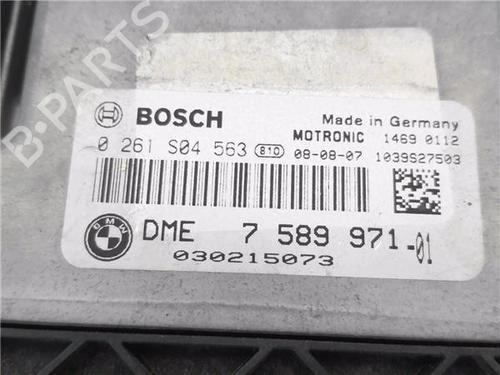 BOSCH
Made in Germany
MOTRONIC 1469 0112
0 261 S04 563 B10 08-08-07 1039S27503
BMW DME 7 589 971-01
030215073
B-PARTS